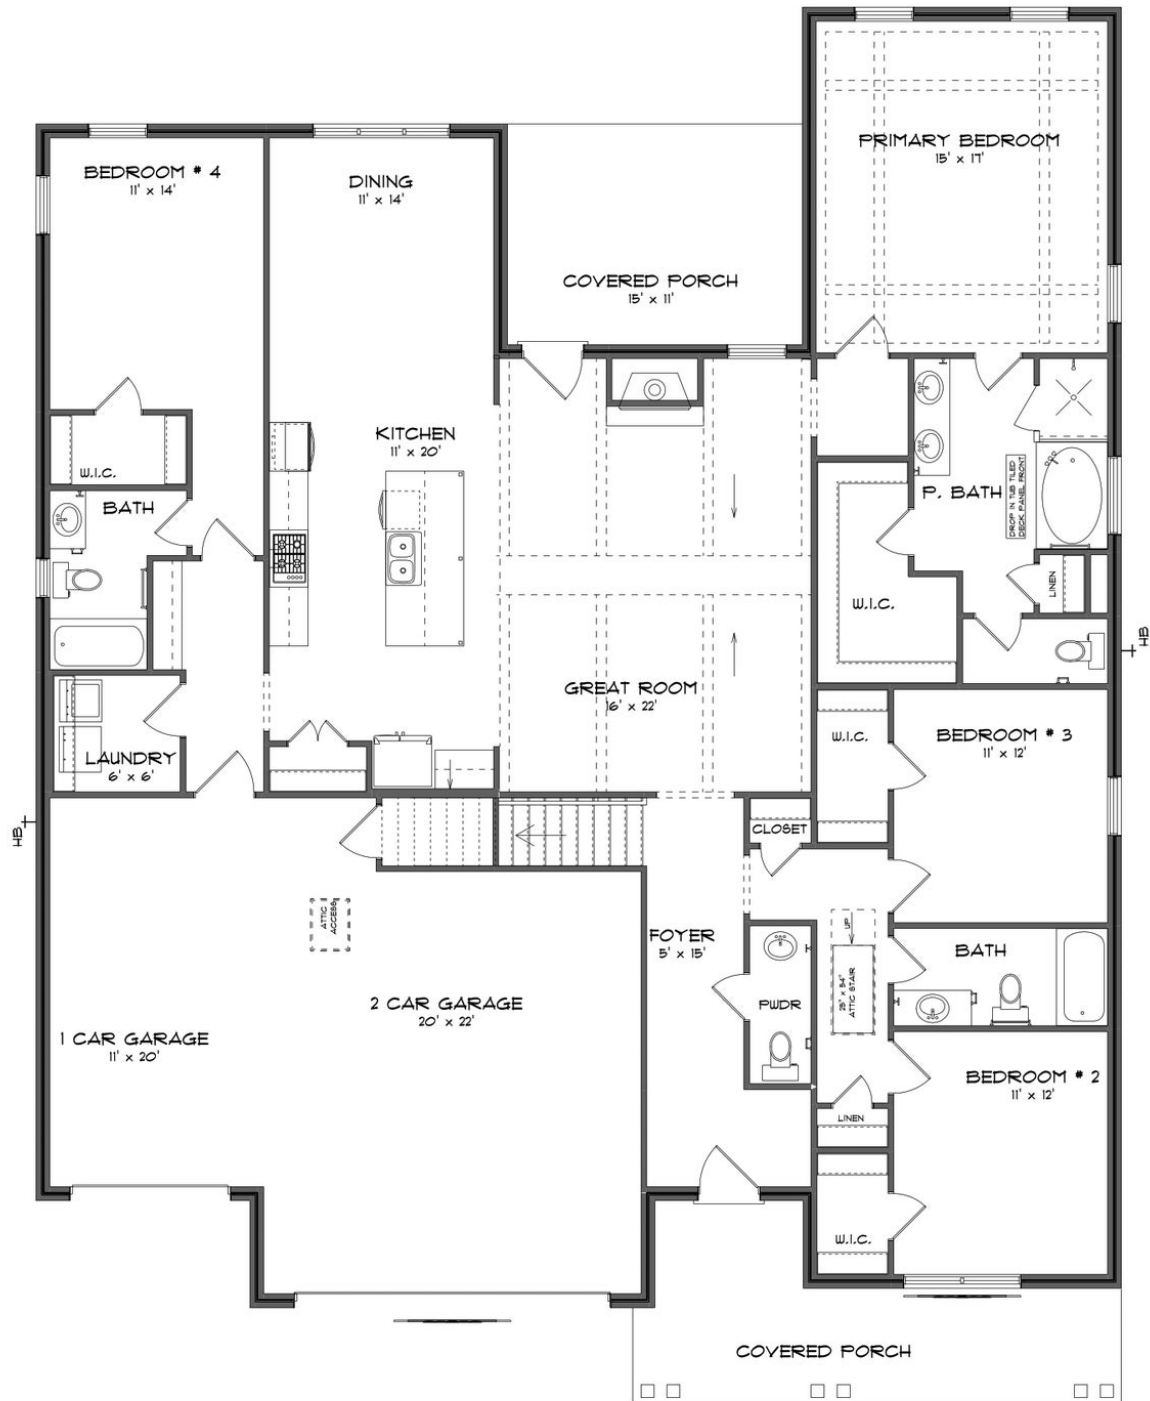 PRIMARY BEDROOM
15' x 17'
BEDROOM # 4
11' x 14'
DINING
11' x 14'
COVERED PORCH
15' x 11'
KITCHEN
11' x 20'
W.I.C.
BATH
P. BATH
DROP IN TUB TILED
DECK, PANEL FRONT
LINEN
W.I.C.
HB
GREAT ROOM
16' x 22'
LAUNDRY
6' x 6'
W.I.C.
BEDROOM # 3
11' x 12'
HB
CLOSET
ATTIC
ACCESS
FOYER
5' x 15'
UP
25" x 54"
ATTIC STAIR
BATH
PWDR
2 CAR GARAGE
20' x 22'
1 CAR GARAGE
11' x 20'
BEDROOM # 2
11' x 12'
LINEN
W.I.C.
COVERED PORCH